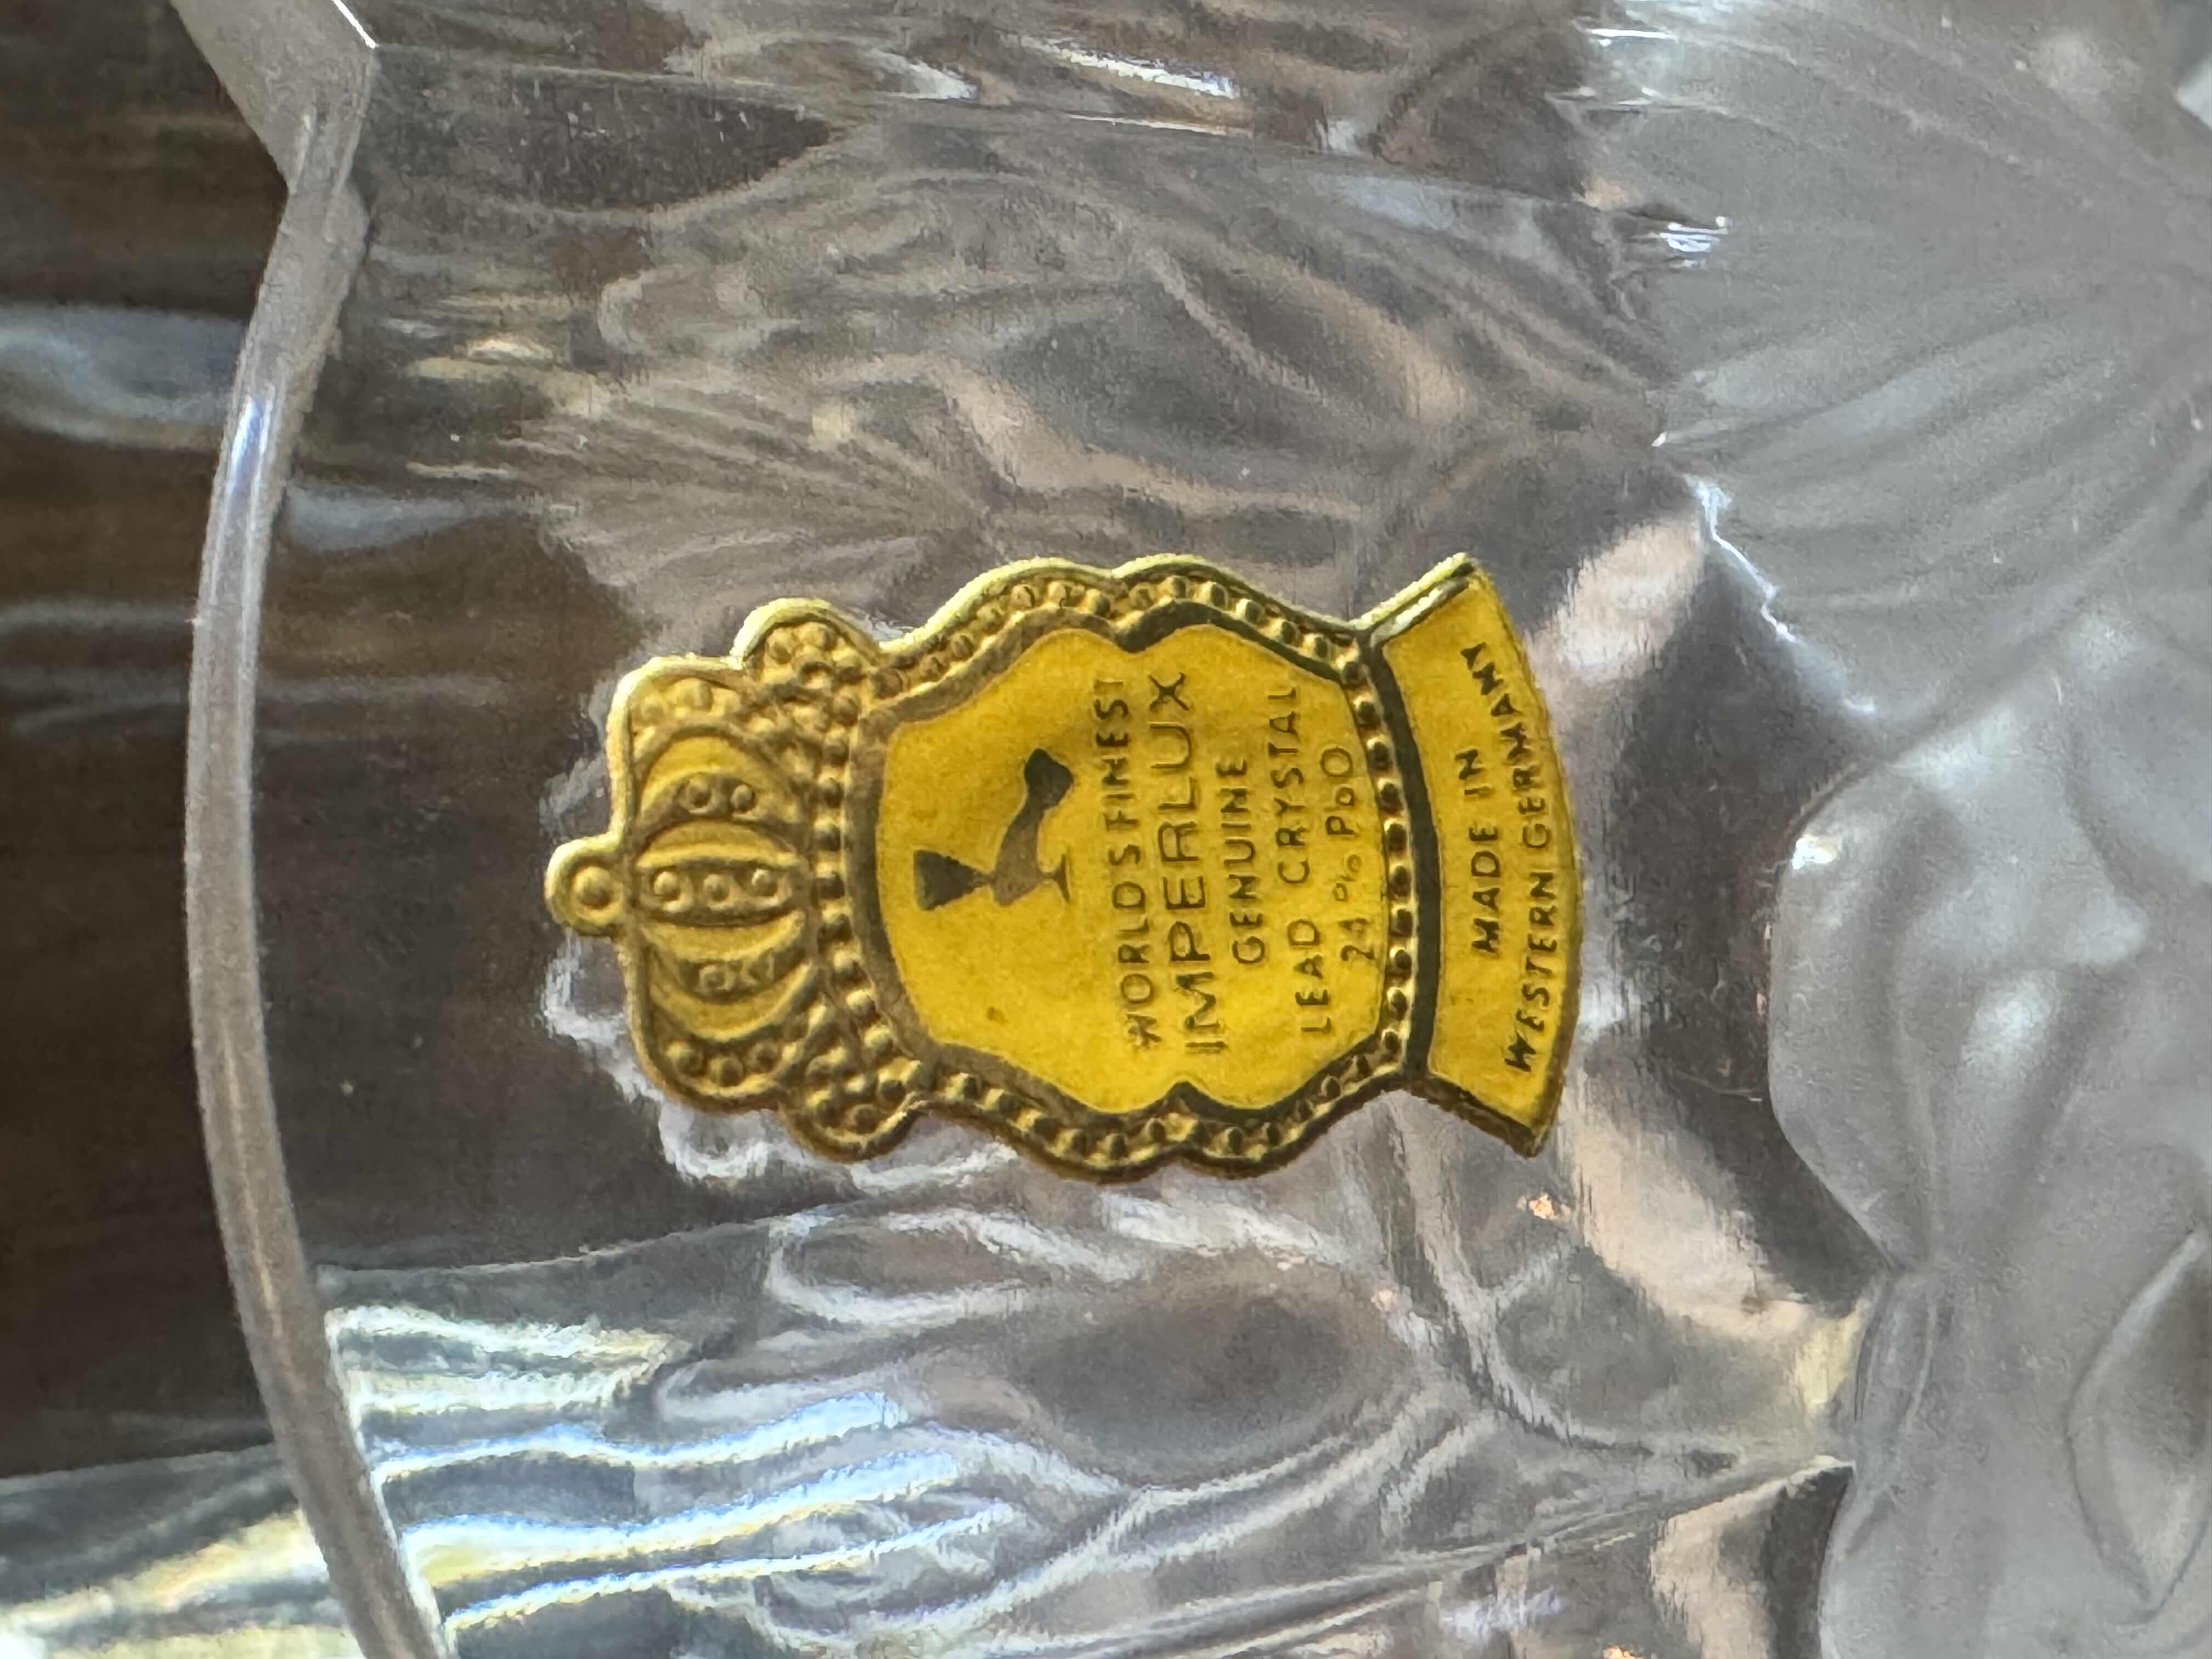 WORLD'S FINEST
IMPERLUX
GENUINE
LEAD CRYSTAL
24% PbO
MADE IN
WESTERN GERMANY